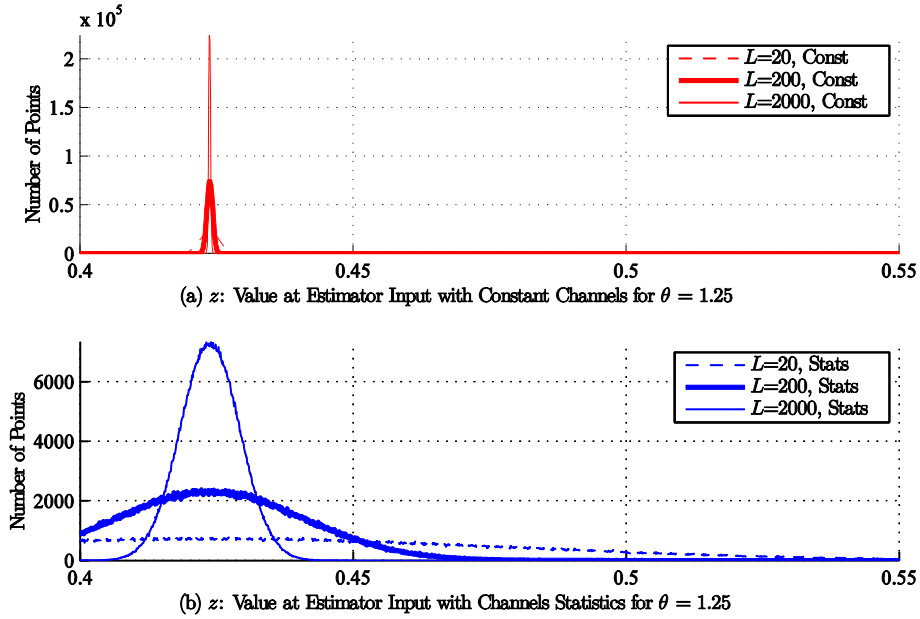 x 10⁵
2
1.5
1
0.5
0
Number of Points
L=20, Const
L=200, Const
L=2000, Const
0.4 0.45 0.5 0.55
(a) z: Value at Estimator Input with Constant Channels for θ = 1.25
6000
4000
2000
0
Number of Points
L=20, Stats
L=200, Stats
L=2000, Stats
0.4 0.45 0.5 0.55
(b) z: Value at Estimator Input with Channels Statistics for θ = 1.25